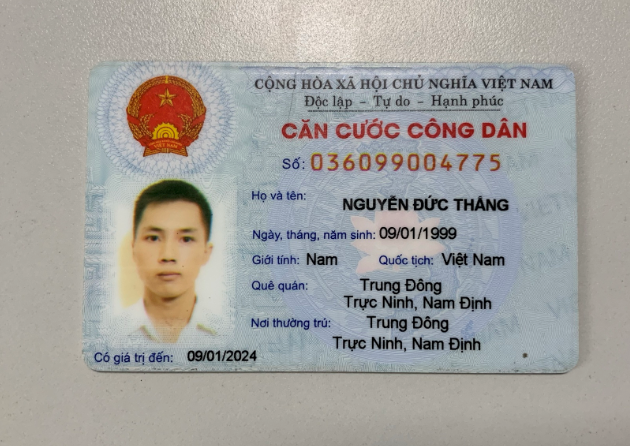 CỘNG HÒA XÃ HỘI CHỦ NGHĨA VIỆT NAM
Độc lập - Tự do - Hạnh phúc
CĂN CƯỚC CÔNG DÂN
Số: 036099004775
Họ và tên:
NGUYỄN ĐỨC THẮNG
Ngày, tháng, năm sinh: 09/01/1999
Giới tính: Nam Quốc tịch: Việt Nam
Quê quán: Trung Đông
Trực Ninh, Nam Định
Nơi thường trú: Trung Đông
Trực Ninh, Nam Định
Có giá trị đến: 09/01/2024